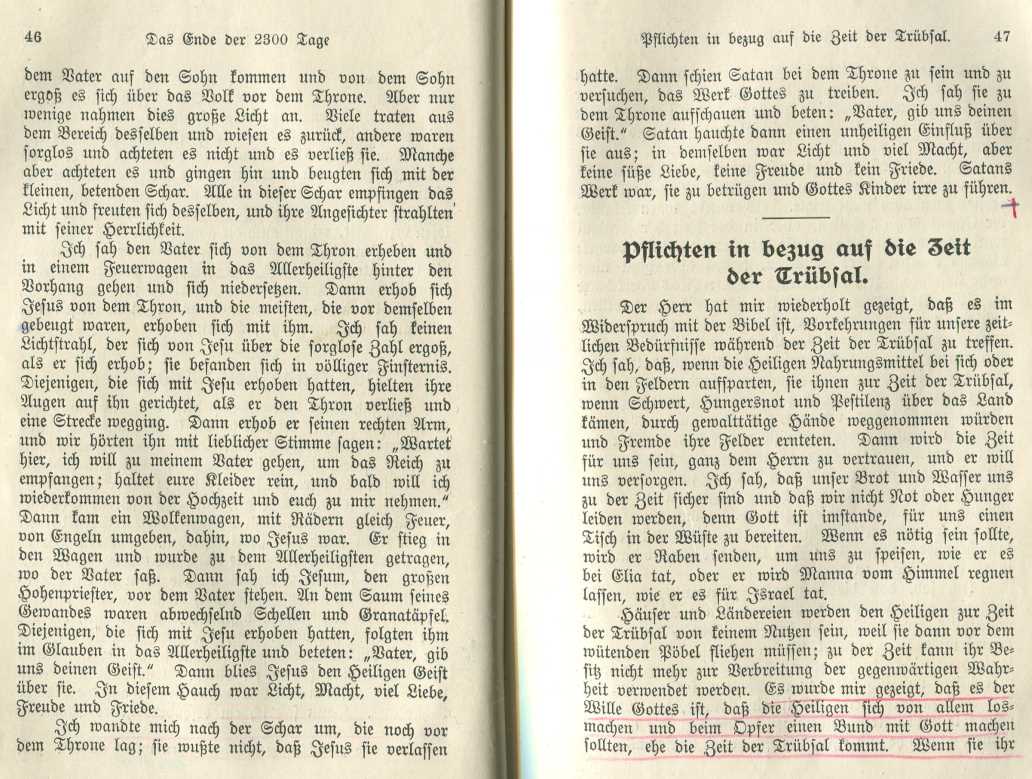 46
Das Ende der 2300 Tage
dem Vater auf den Sohn kommen und von dem Sohn
ergoß es sich über das Volk vor dem Throne. Aber nur
wenige nahmen dies große Licht an. Viele traten aus
dem Bereich desselben und wiesen es zurück, andere waren
sorglos und achteten es nicht und es verließ sie. Manche
aber achteten es und gingen hin und beugten sich mit der
kleinen, betenden Schar. Alle in dieser Schar empfingen das
Licht und freuten sich desselben, und ihre Angesichter strahlten
mit seiner Herrlichkeit.
Ich sah den Vater sich von dem Thron erheben und
in einem Feuerwagen in das Allerheiligste hinter den
Vorhang gehen und sich niedersetzen. Dann erhob sich
Jesus von dem Thron, und die meisten, die vor demselben
gebeugt waren, erhoben sich mit ihm. Ich sah keinen
Lichtstrahl, der sich von Jesu über die sorglose Zahl ergoß,
als er sich erhob; sie befanden sich in völliger Finsternis.
Diejenigen, die sich mit Jesu erhoben hatten, hielten ihre
Augen auf ihn gerichtet, als er den Thron verließ und
eine Strecke wegging. Dann erhob er seinen rechten Arm,
und wir hörten ihn mit lieblicher Stimme sagen: „Wartet
hier, ich will zu meinem Vater gehen, um das Reich zu
empfangen; haltet eure Kleider rein, und bald will ich
wiederkommen von der Hochzeit und euch zu mir nehmen.“
Dann kam ein Wolkenwagen, mit Rädern gleich Feuer,
von Engeln umgeben, dahin, wo Jesus war. Er stieg in
den Wagen und wurde zu dem Allerheiligsten getragen,
wo der Vater saß. Dann sah ich Jesum, den großen
Hohenpriester, vor dem Vater stehen. An dem Saum seines
Gewandes waren abwechselnd Schellen und Granatäpfel.
Diejenigen, die sich mit Jesu erhoben hatten, folgten ihm
im Glauben in das Allerheiligste und beteten: „Vater, gib
uns deinen Geist.“ Dann blies Jesus den Heiligen Geist
über sie. In diesem Hauch war Licht, Macht, viel Liebe,
Freude und Friede.
Ich wandte mich nach der Schar um, die noch vor
dem Throne lag; sie wußte nicht, daß Jesus sie verlassen
Pflichten in bezug auf die Zeit der Trübsal.
47
hatte. Dann schien Satan bei dem Throne zu sein und zu
versuchen, das Werk Gottes zu treiben. Ich sah sie zu
dem Throne aufschauen und beten: „Vater, gib uns deinen
Geist.“ Satan hauchte dann einen unheiligen Einfluß über
sie aus; in demselben war Licht und viel Macht, aber
keine süße Liebe, keine Freude und kein Friede. Satans
Werk war, sie zu betrügen und Gottes Kinder irre zu führen.
Pflichten in bezug auf die Zeit
der Trübsal.
Der Herr hat mir wiederholt gezeigt, daß es im
Widerspruch mit der Bibel ist, Vorkehrungen für unsere zeit-
lichen Bedürfnisse während der Zeit der Trübsal zu treffen.
Ich sah, daß, wenn die Heiligen Nahrungsmittel bei sich oder
in den Feldern aufsparten, sie ihnen zur Zeit der Trübsal,
wenn Schwert, Hungersnot und Pestilenz über das Land
kämen, durch gewalttätige Hände weggenommen würden
und Fremde ihre Felder ernteten. Dann wird die Zeit
für uns sein, ganz dem Herrn zu vertrauen, und er will
uns versorgen. Ich sah, daß unser Brot und Wasser uns
zu der Zeit sicher sind und daß wir nicht Not oder Hunger
leiden werden, denn Gott ist imstande, für uns einen
Tisch in der Wüste zu bereiten. Wenn es nötig sein sollte,
wird er Raben senden, um uns zu speisen, wie er es
bei Elia tat, oder er wird Manna vom Himmel regnen
lassen, wie er es für Israel tat.
Häuser und Ländereien werden den Heiligen zur Zeit
der Trübsal von keinem Nutzen sein, weil sie dann vor dem
wütenden Pöbel fliehen müssen; zu der Zeit kann ihr Be-
sitz nicht mehr zur Verbreitung der gegenwärtigen Wahr-
heit verwendet werden. Es wurde mir gezeigt, daß es der
Wille Gottes ist, daß die Heiligen sich von allem los-
machen und beim Opfer einen Bund mit Gott machen
sollten, ehe die Zeit der Trübsal kommt. Wenn sie ihr